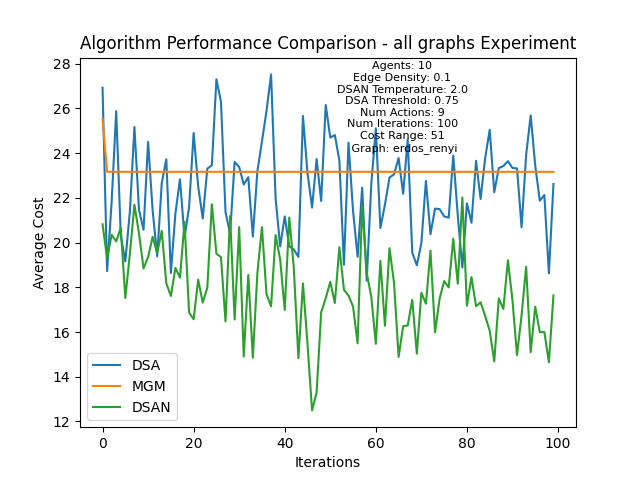 Algorithm Performance Comparison - all graphs Experiment
Agents: 10
Edge Density: 0.1
DSAN Temperature: 2.0
DSA Threshold: 0.75
Num Actions: 9
Num Iterations: 100
Cost Range: 51
Graph: erdos_renyi
28
26
24
22
20
18
16
14
12
Average Cost
DSA
MGM
DSAN
0 20 40 60 80 100
Iterations